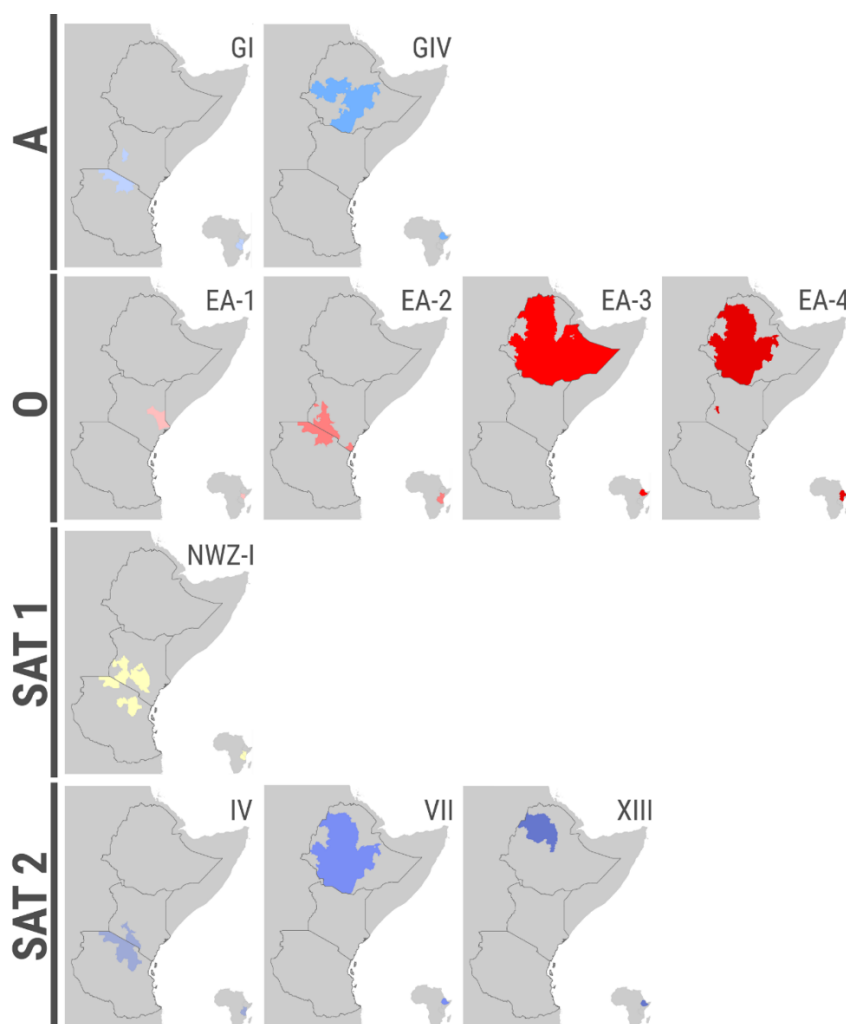 A
GI
GIV
O
EA-1
EA-2
EA-3
EA-4
SAT 1
NWZ-I
SAT 2
IV
VII
XIII